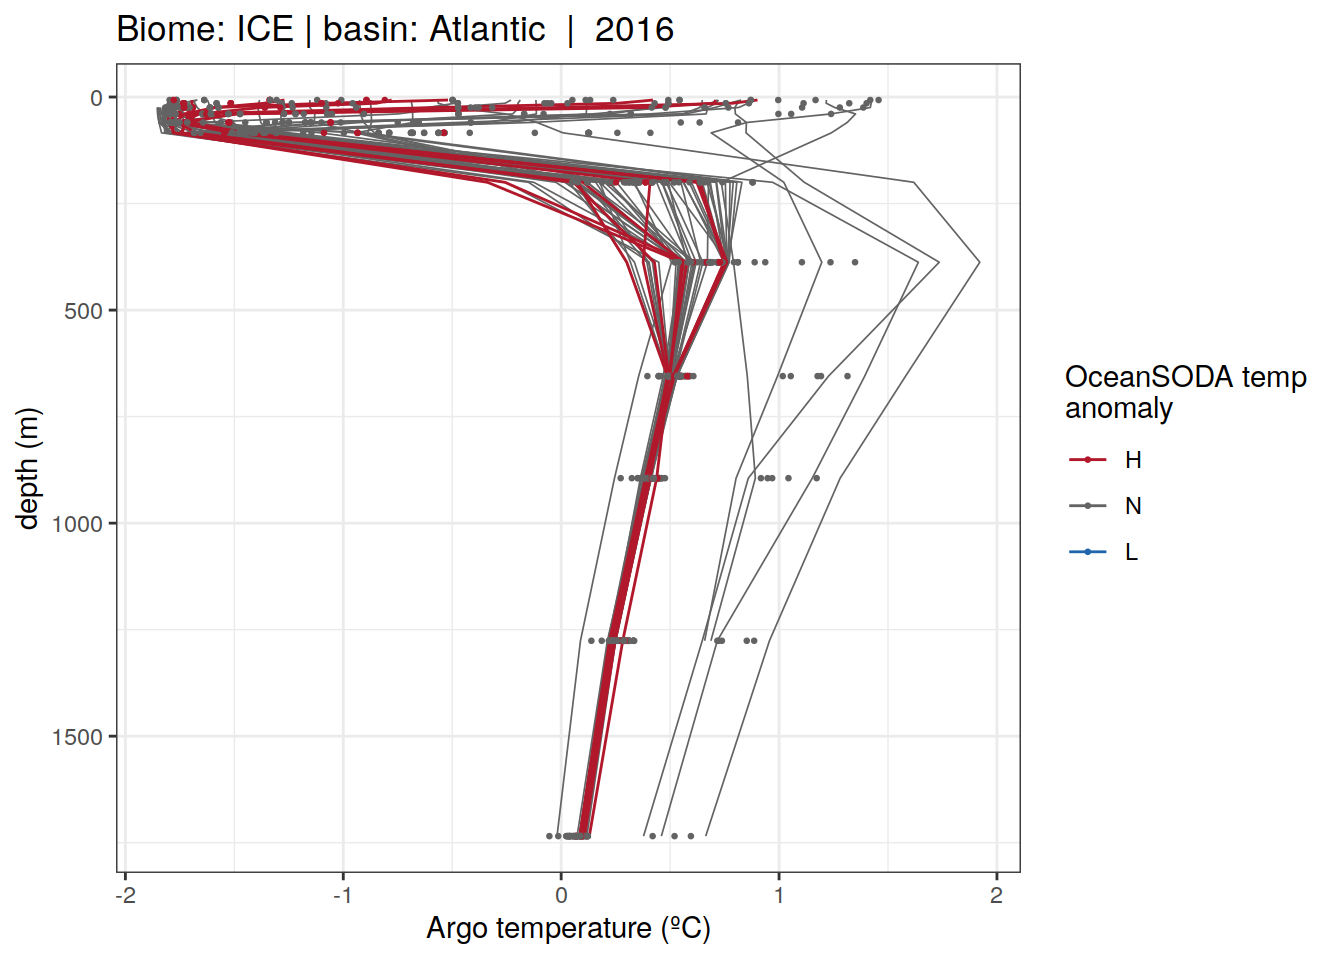 Biome: ICE | basin: Atlantic  |  2016
0
500
1000
1500
depth (m)
-2
-1
0
1
2
Argo temperature (ºC)
OceanSODA temp
anomaly
H
N
L